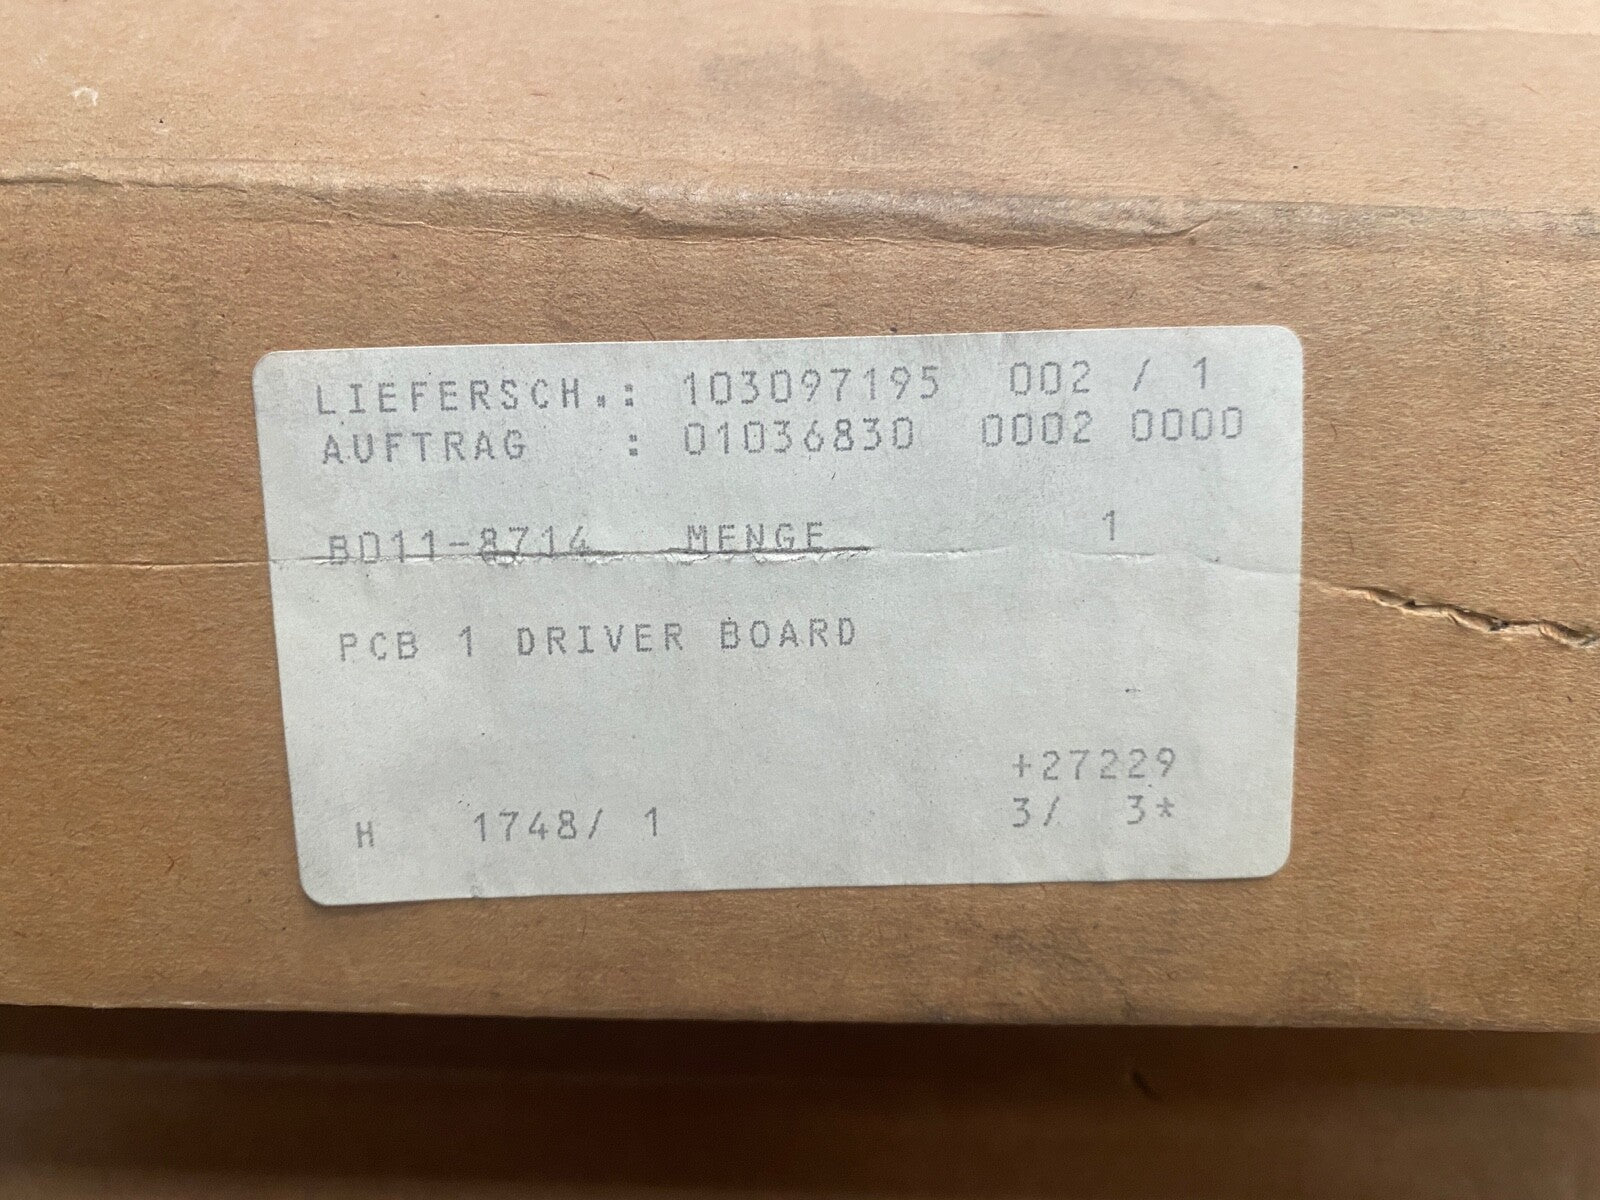 LIEFERSCH.: 103097195 002 / 1
AUFTRAG : 01036830 0002 0000
BD11-8714 MENGE 1
PCB 1 DRIVER BOARD
+27229
H 1748/ 1 3/ 3*